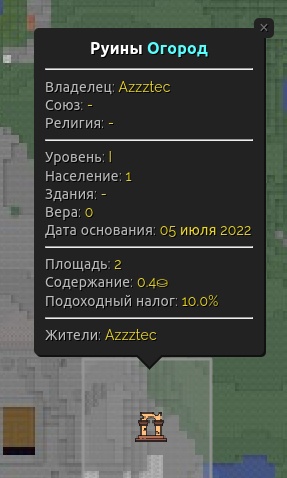 Руины Огород
Владелец: Azzztec
Союз: -
Религия: -
Уровень: I
Население: 1
Здания: -
Вера: 0
Дата основания: 05 июля 2022
Площадь: 2
Содержание: 0.4
Подоходный налог: 10.0%
Жители: Azzztec